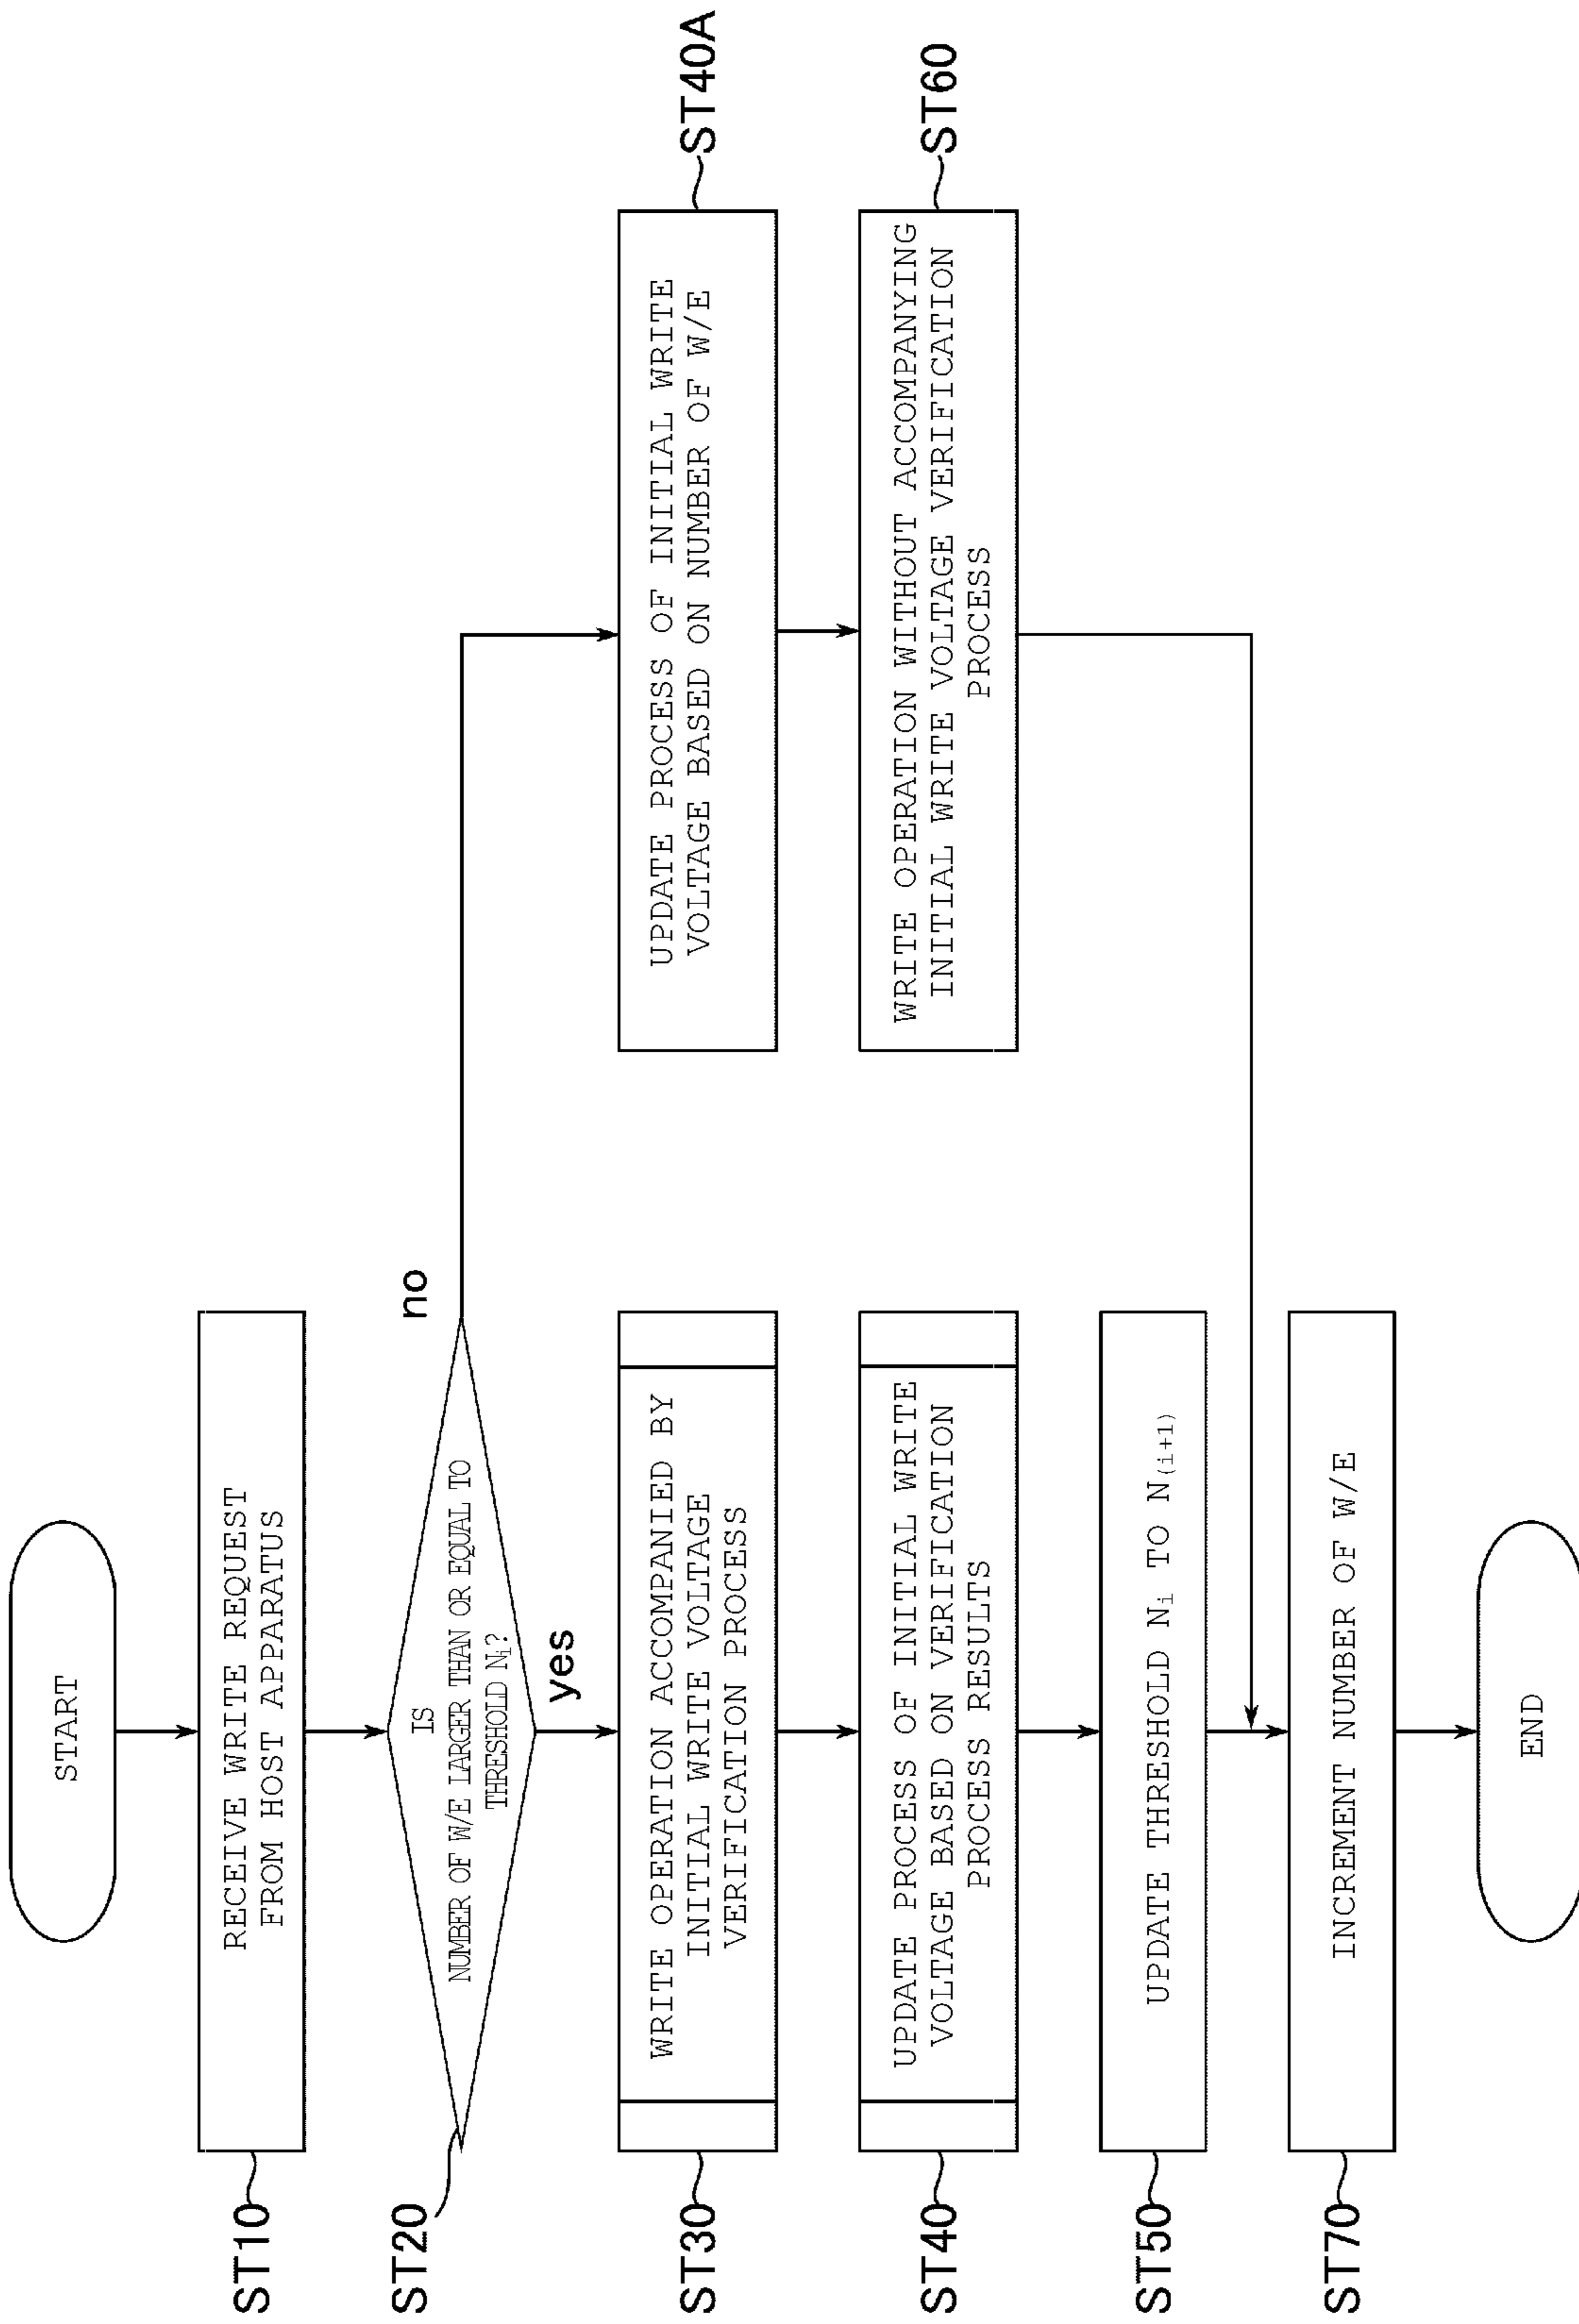 START
ST10
RECEIVE WRITE REQUEST
FROM HOST APPARATUS
ST20
IS
NUMBER OF W/E LARGER THAN OR EQUAL TO
THRESHOLD Ni?
no
yes
ST30
WRITE OPERATION ACCOMPANIED BY
INITIAL WRITE VOLTAGE
VERIFICATION PROCESS
UPDATE PROCESS OF INITIAL WRITE
VOLTAGE BASED ON NUMBER OF W/E
ST40A
ST40
UPDATE PROCESS OF INITIAL WRITE
VOLTAGE BASED ON VERIFICATION
PROCESS RESULTS
WRITE OPERATION WITHOUT ACCOMPANYING
INITIAL WRITE VOLTAGE VERIFICATION
PROCESS
ST60
ST50
UPDATE THRESHOLD Ni TO N(i+1)
ST70
INCREMENT NUMBER OF W/E
END